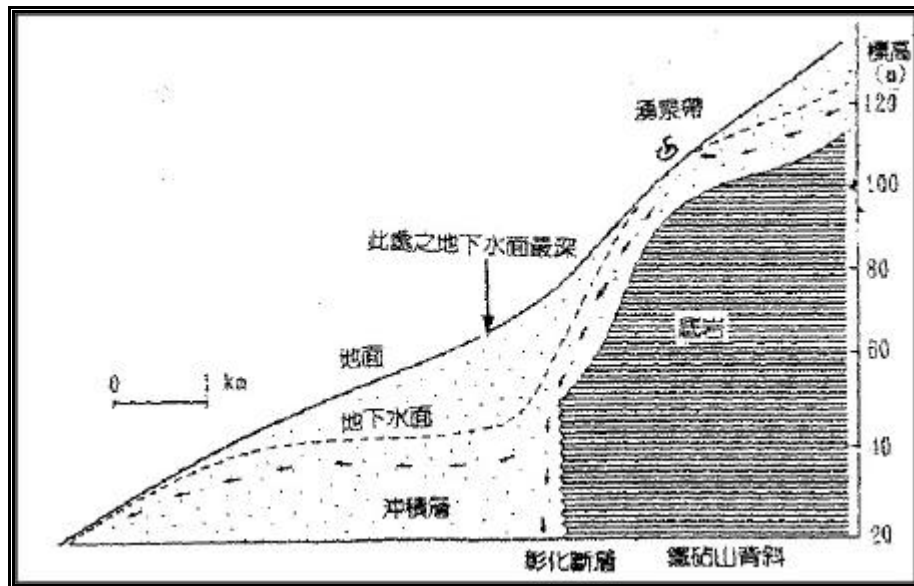 標高
(m)
120
湧泉帶
100
此處之地下水面最深
80
底岩
60
地面
0 1 km
地下水面
40
沖積層
20
彰化斷層 鐵砧山背斜